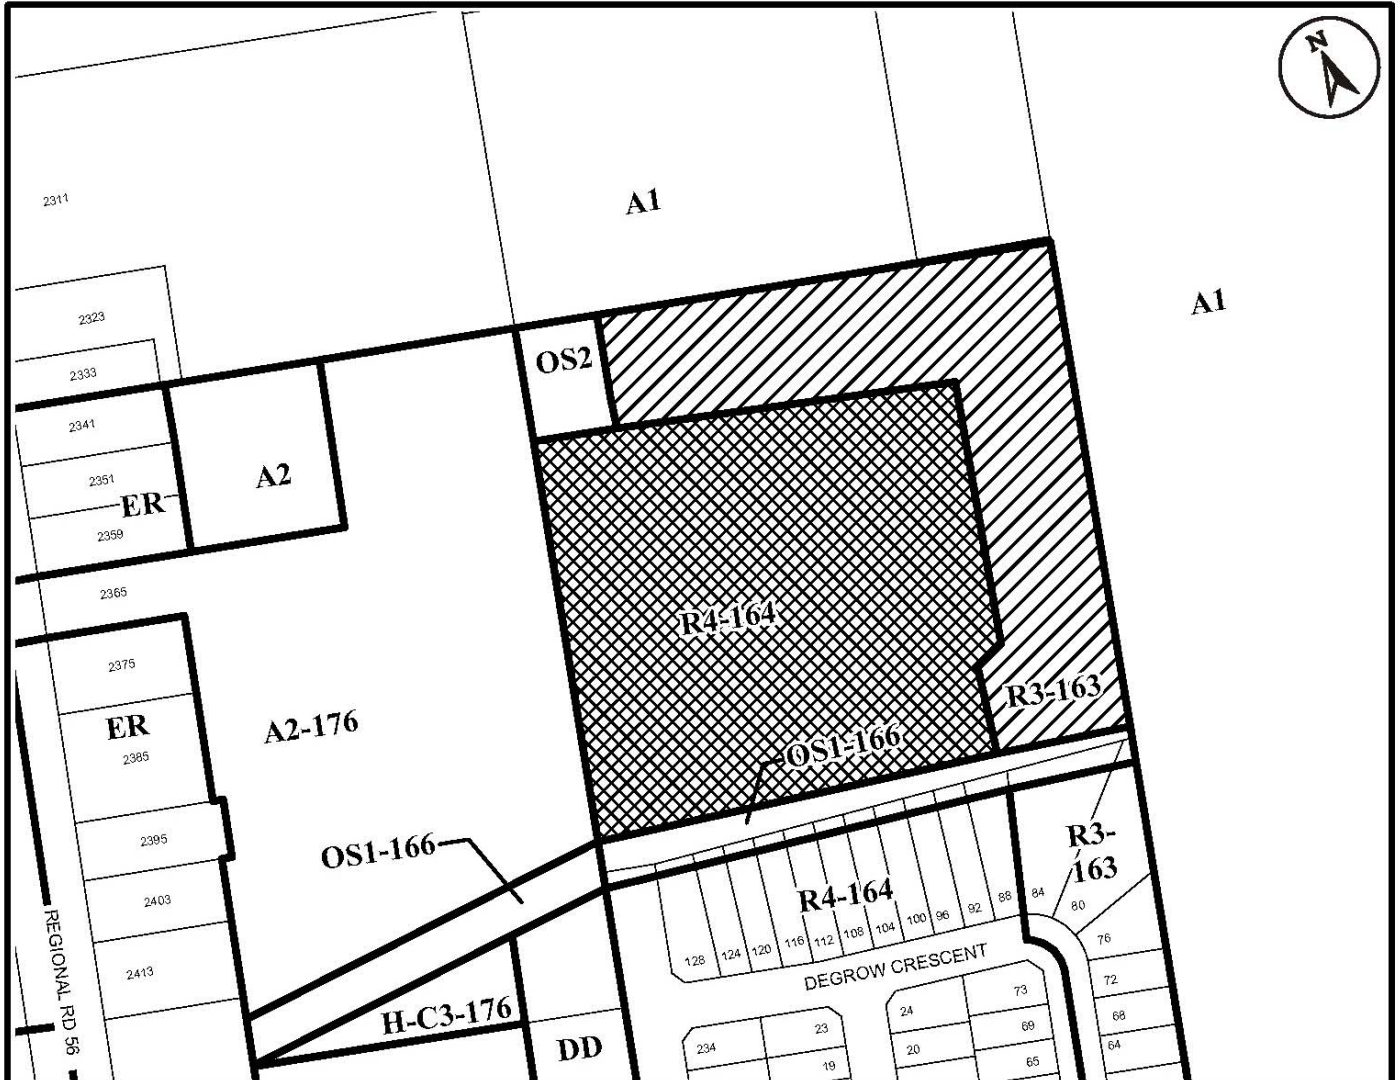 N
2311
A1
A1
2323
OS2
2333
2341
A2
2351
ER
2359
2365
R4-164
2375
R3-163
ER
A2-176
OS1-166
2385
2395
OS1-166
R3-
163
R4-164
2403
128
124
120
116
112
108
104
100
96
92
88
84
80
REGIONAL RD 56
2413
DEGROW CRESCENT
76
72
H-C3-176
24
73
68
DD
234
23
20
69
64
19
65